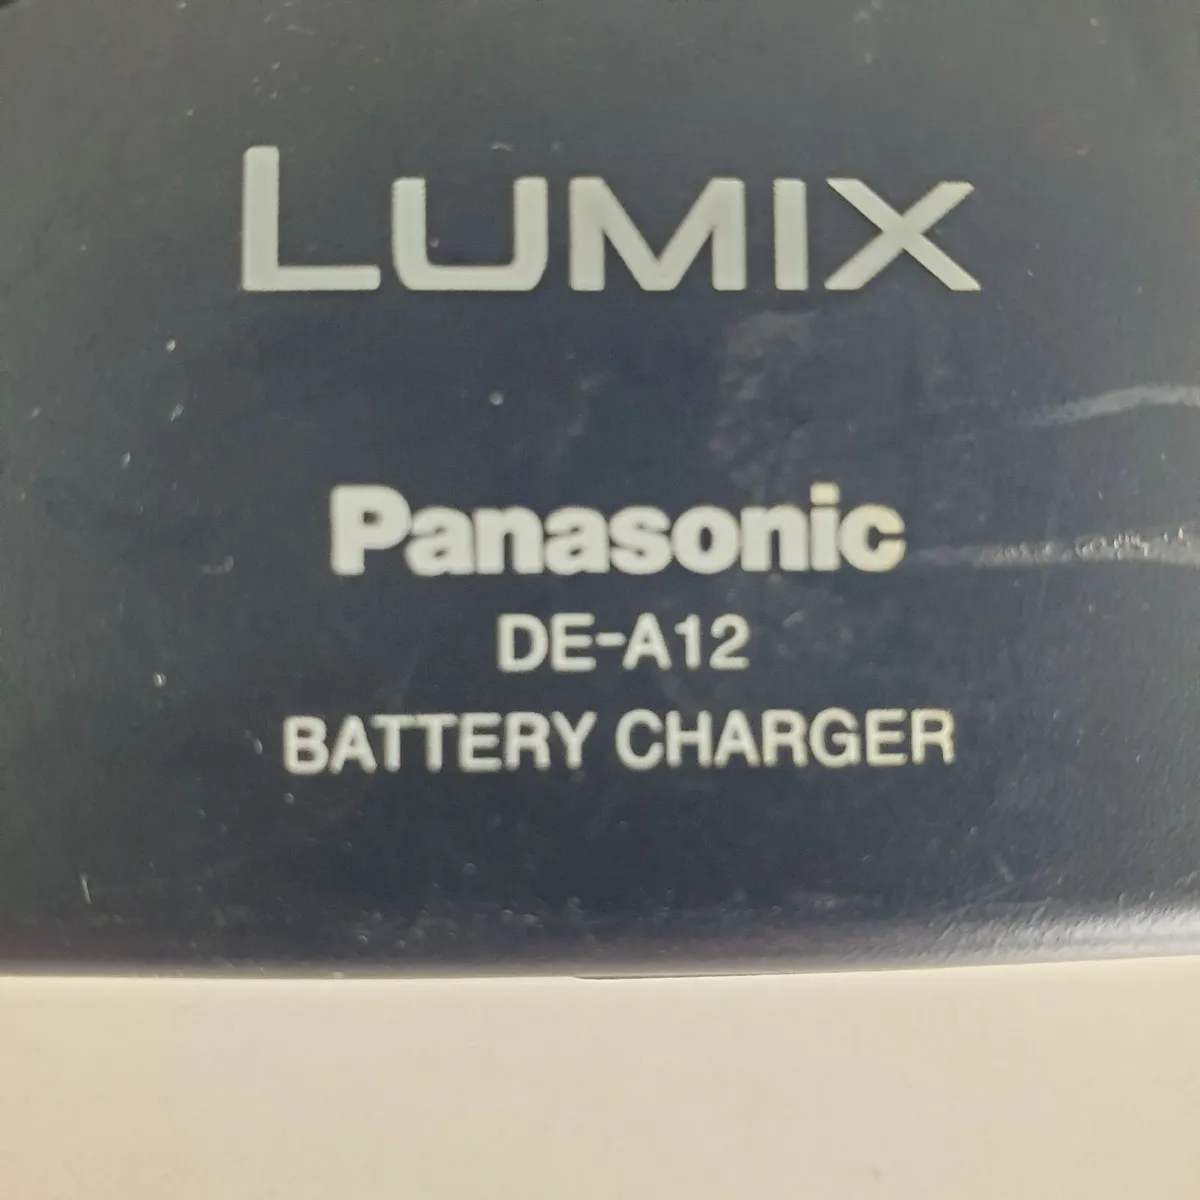 LUMIX
Panasonic
DE-A12
BATTERY CHARGER